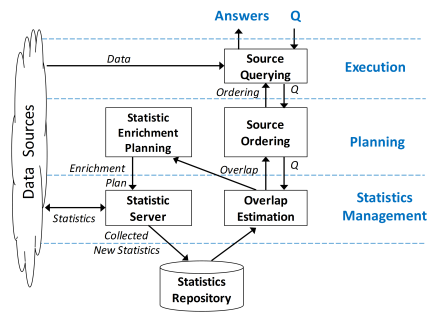 Answers
Q
Data
Source
Querying
Execution
Ordering
Q
Statistic
Enrichment
Planning
Source
Ordering
Planning
Data Sources
Enrichment
Plan
Overlap
Q
Statistics
Statistic
Server
Overlap
Estimation
Statistics
Management
Collected
New Statistics
Statistics
Repository